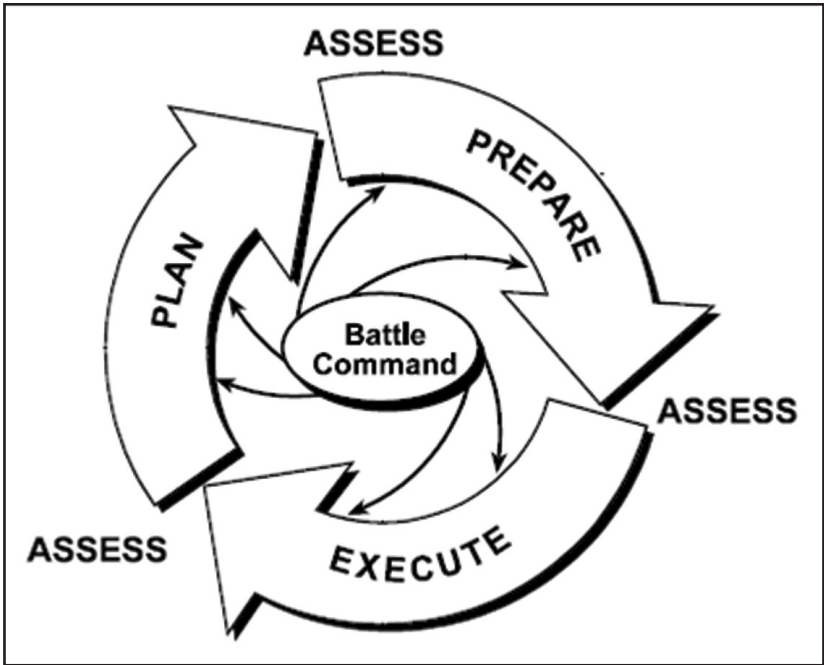 ASSESS
PREPARE
PLAN
Battle
Command
ASSESS
EXECUTE
ASSESS